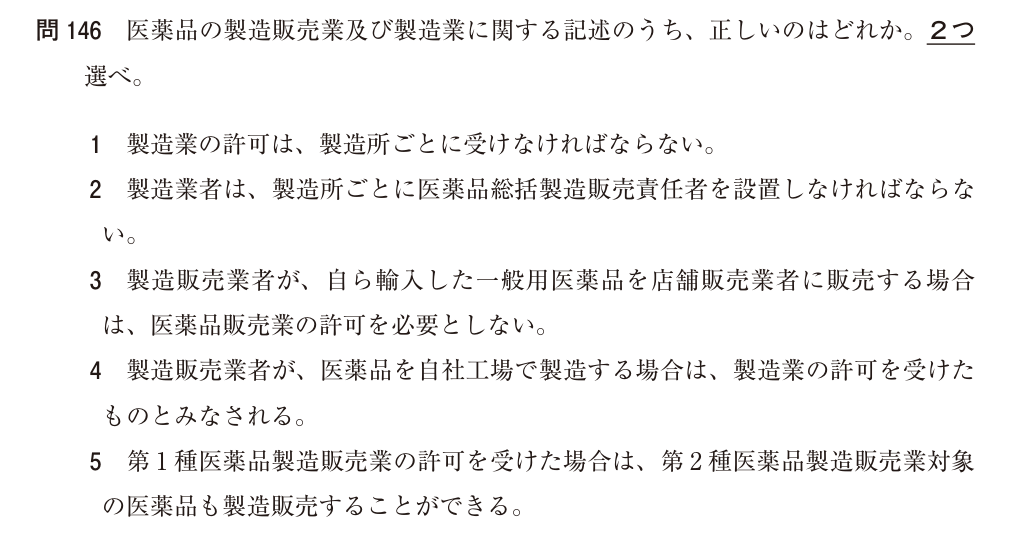 問 146　医薬品の製造販売業及び製造業に関する記述のうち、正しいのはどれか。２つ
選べ。
1　製造業の許可は、製造所ごとに受けなければならない。
2　製造業者は、製造所ごとに医薬品総括製造販売責任者を設置しなければならな
い。
3　製造販売業者が、自ら輸入した一般用医薬品を店舗販売業者に販売する場合
は、医薬品販売業の許可を必要としない。
4　製造販売業者が、医薬品を自社工場で製造する場合は、製造業の許可を受けた
ものとみなされる。
5　第１種医薬品製造販売業の許可を受けた場合は、第２種医薬品製造販売業対象
の医薬品も製造販売することができる。